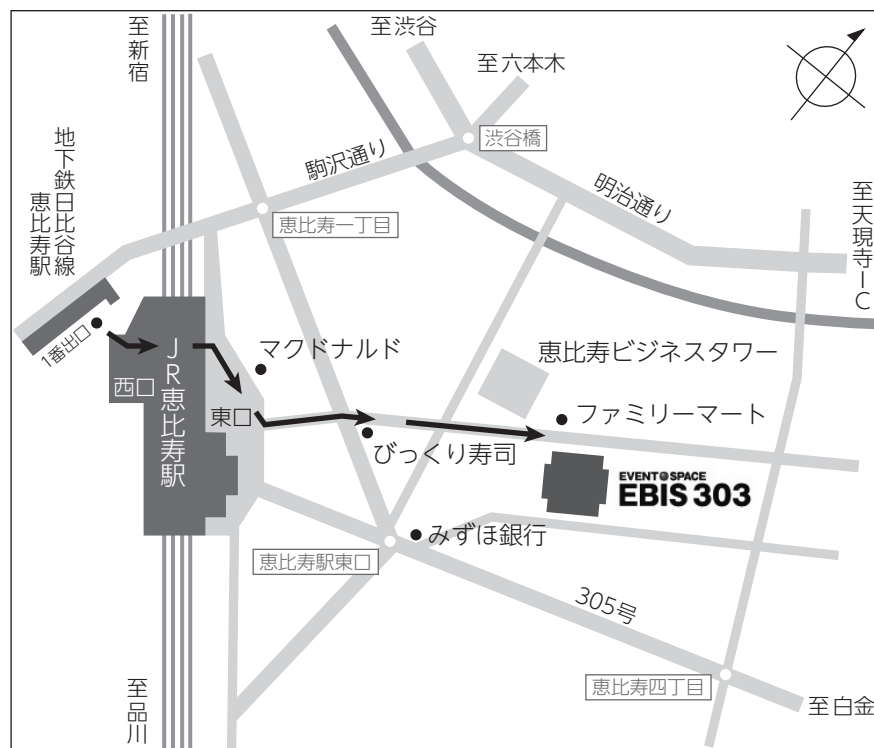 至新宿
至渋谷
至六本木
渋谷橋
駒沢通り
明治通り
至天現寺IC
地下鉄日比谷線
恵比寿駅
恵比寿一丁目
1番出口
西口
JR恵比寿駅
東口
マクドナルド
恵比寿ビジネスタワー
ファミリーマート
びっくり寿司
EVENT SPACE
EBIS 303
みずほ銀行
恵比寿駅東口
305号
恵比寿四丁目
至品川
至白金